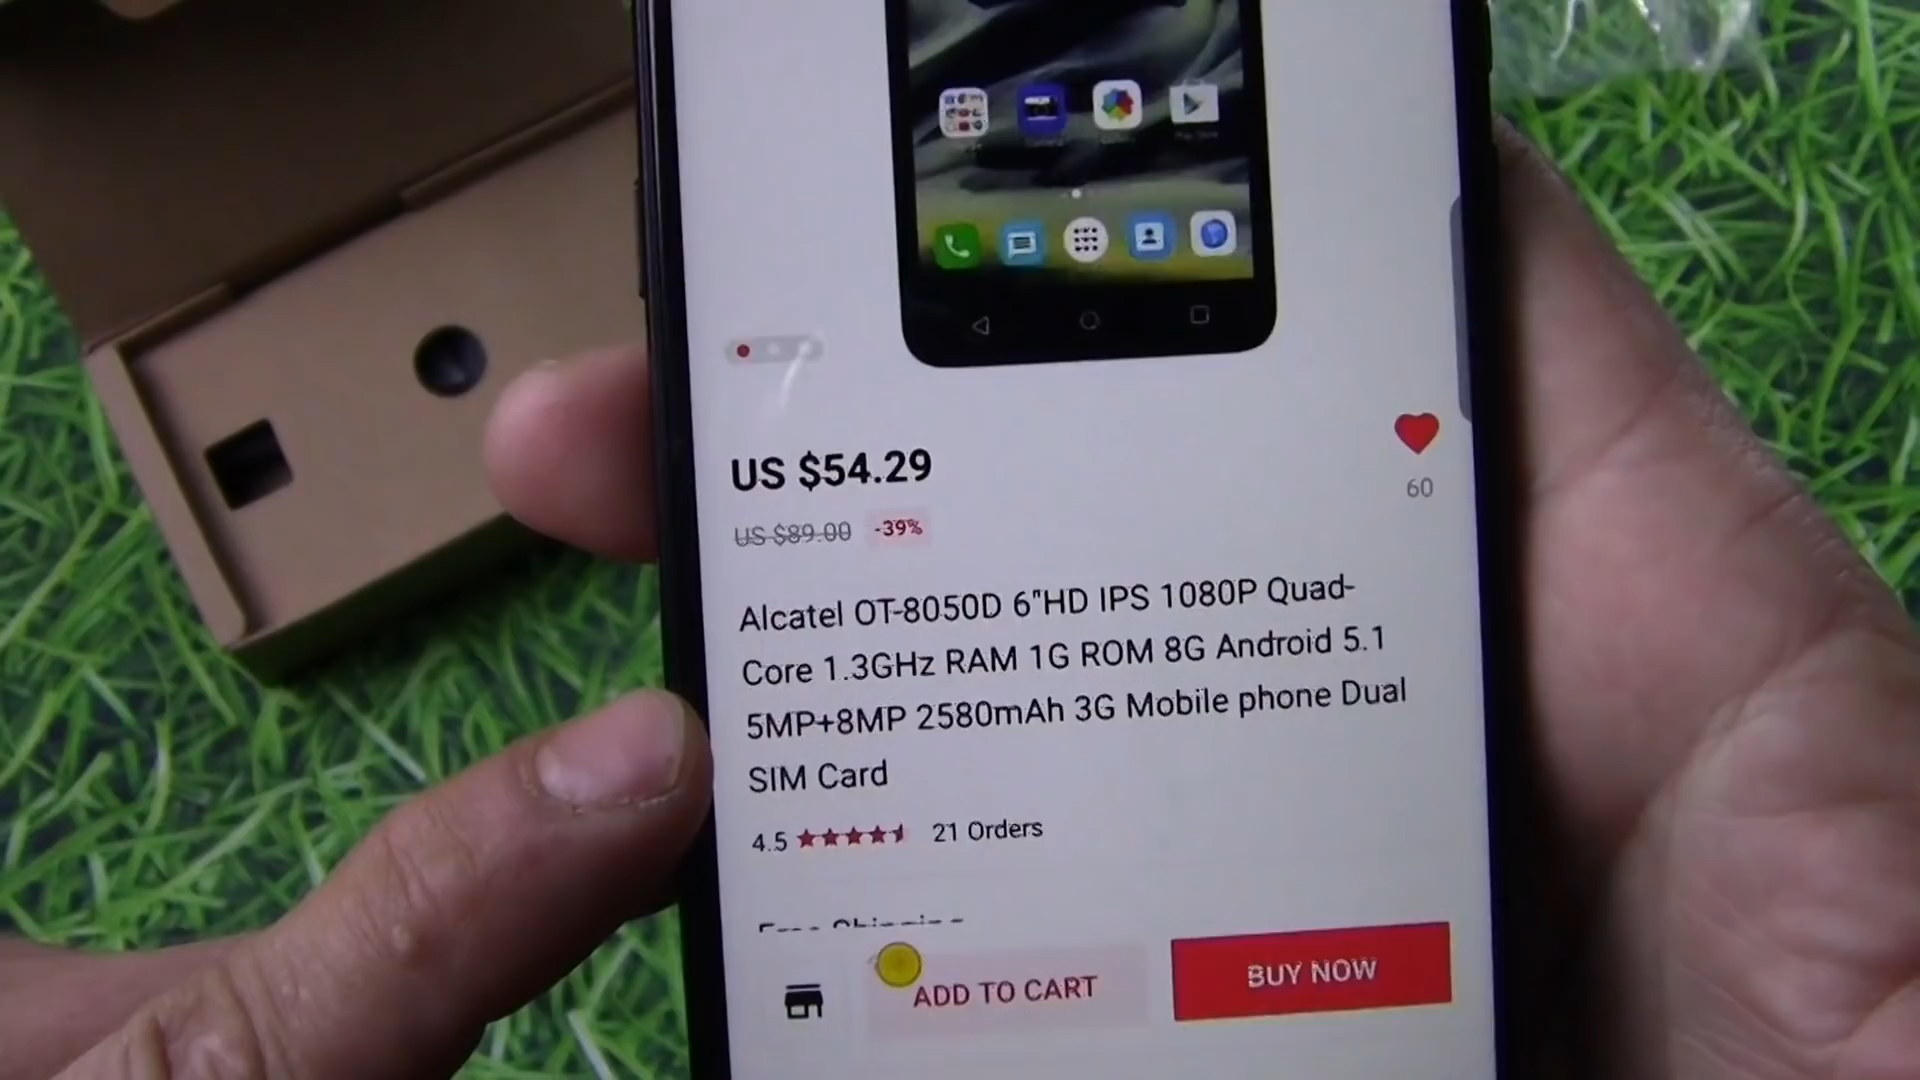 US $54.29
60
US $89.00 -39%
Alcatel OT-8050D 6"HD IPS 1080P Quad-
Core 1.3GHz RAM 1G ROM 8G Android 5.1
5MP+8MP 2580mAh 3G Mobile phone Dual
SIM Card
4.5 21 Orders
Free Shipping
ADD TO CART
BUY NOW